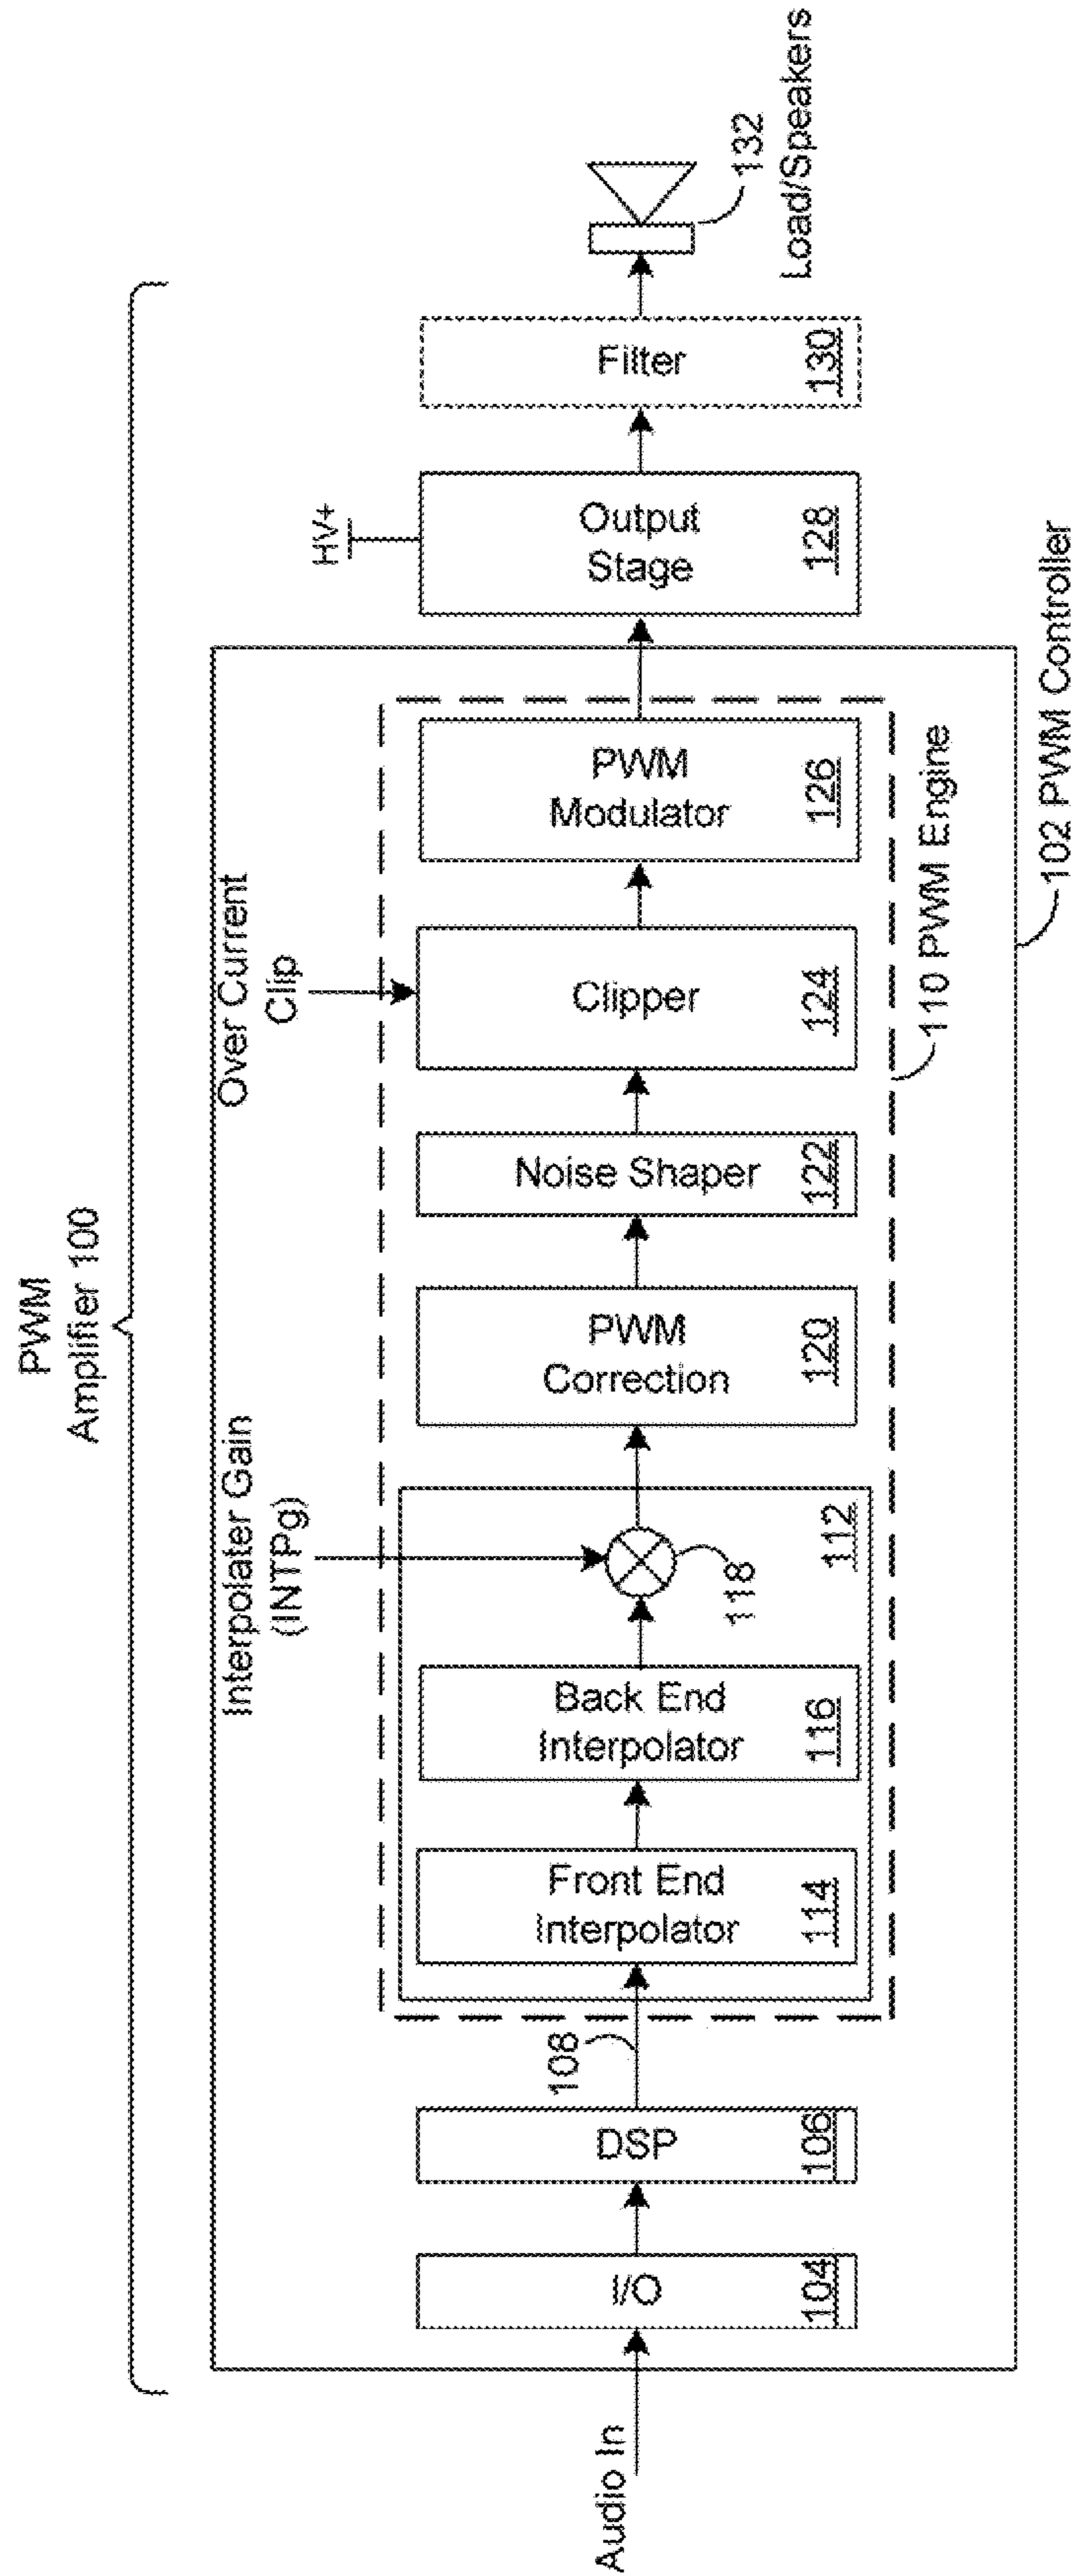 PWM
Amplifier 100
Audio In
I/O
104
DSP
106
108
Front End
Interpolator
114
Back End
Interpolator
116
Interpolater Gain
(INTPg)
118
112
PWM
Correction
120
Noise Shaper
122
Over Current
Clip
Clipper
124
PWM
Modulator
126
110 PWM Engine
102 PWM Controller
HV+
Output
Stage
128
Filter
130
132
Load/Speakers